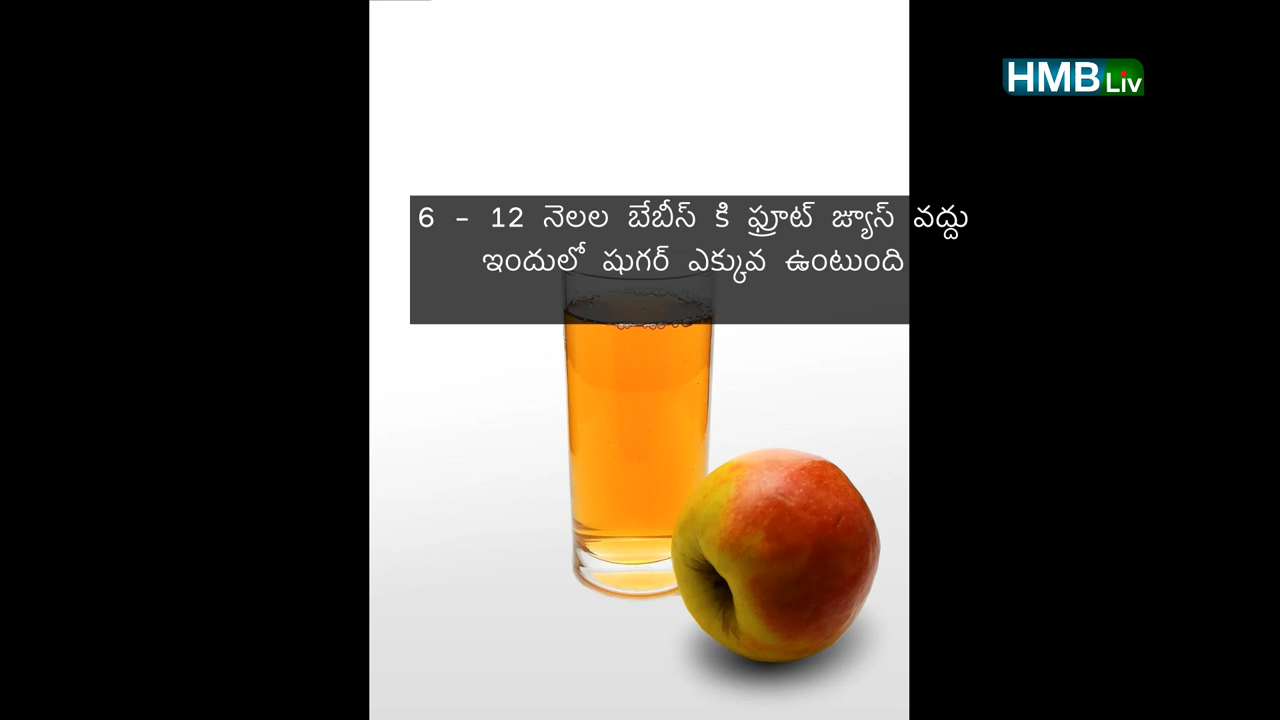 HMB Liv
6 - 12 నెలల బేబీస్ కి ఫ్రూట్ జ్యూస్ వద్దు
ఇందులో షుగర్ ఎక్కువ ఉంటుంది